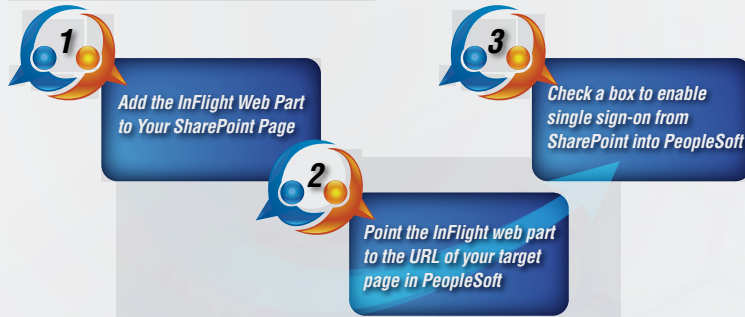 1
Add the InFlight Web Part
to Your SharePoint Page
2
Point the InFlight web part
to the URL of your target
page in PeopleSoft
3
Check a box to enable
single sign-on from
SharePoint into PeopleSoft